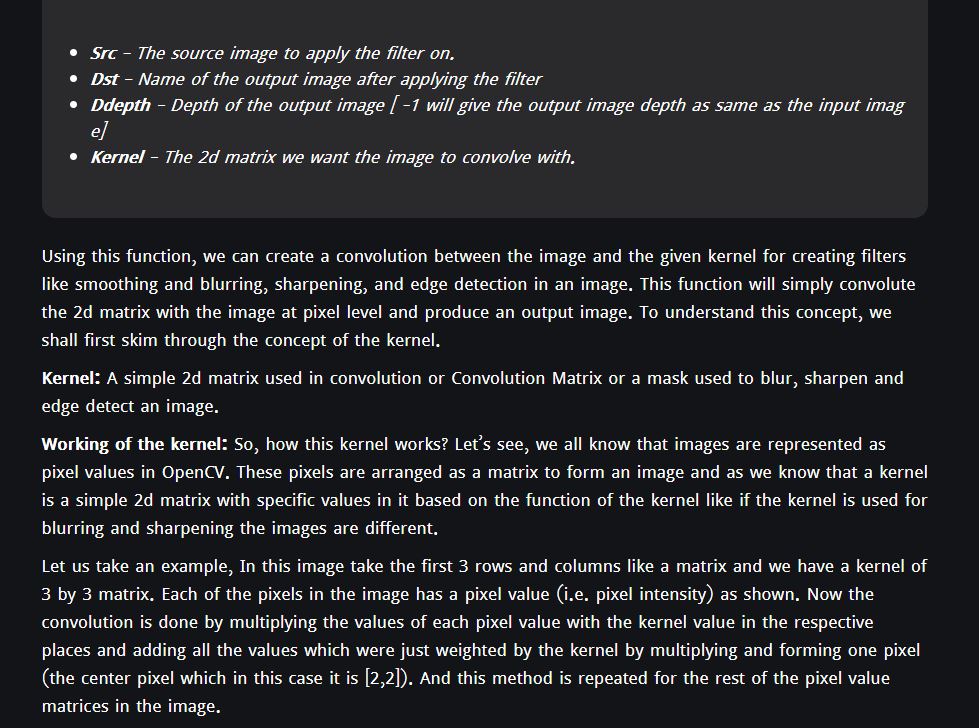 • Src – The source image to apply the filter on.
• Dst – Name of the output image after applying the filter
• Ddepth – Depth of the output image [ -1 will give the output image depth as same as the input imag
e]
• Kernel – The 2d matrix we want the image to convolve with.
Using this function, we can create a convolution between the image and the given kernel for creating filters
like smoothing and blurring, sharpening, and edge detection in an image. This function will simply convolute
the 2d matrix with the image at pixel level and produce an output image. To understand this concept, we
shall first skim through the concept of the kernel.
Kernel: A simple 2d matrix used in convolution or Convolution Matrix or a mask used to blur, sharpen and
edge detect an image.
Working of the kernel: So, how this kernel works? Let’s see, we all know that images are represented as
pixel values in OpenCV. These pixels are arranged as a matrix to form an image and as we know that a kernel
is a simple 2d matrix with specific values in it based on the function of the kernel like if the kernel is used for
blurring and sharpening the images are different.
Let us take an example, In this image take the first 3 rows and columns like a matrix and we have a kernel of
3 by 3 matrix. Each of the pixels in the image has a pixel value (i.e. pixel intensity) as shown. Now the
convolution is done by multiplying the values of each pixel value with the kernel value in the respective
places and adding all the values which were just weighted by the kernel by multiplying and forming one pixel
(the center pixel which in this case it is [2,2]). And this method is repeated for the rest of the pixel value
matrices in the image.